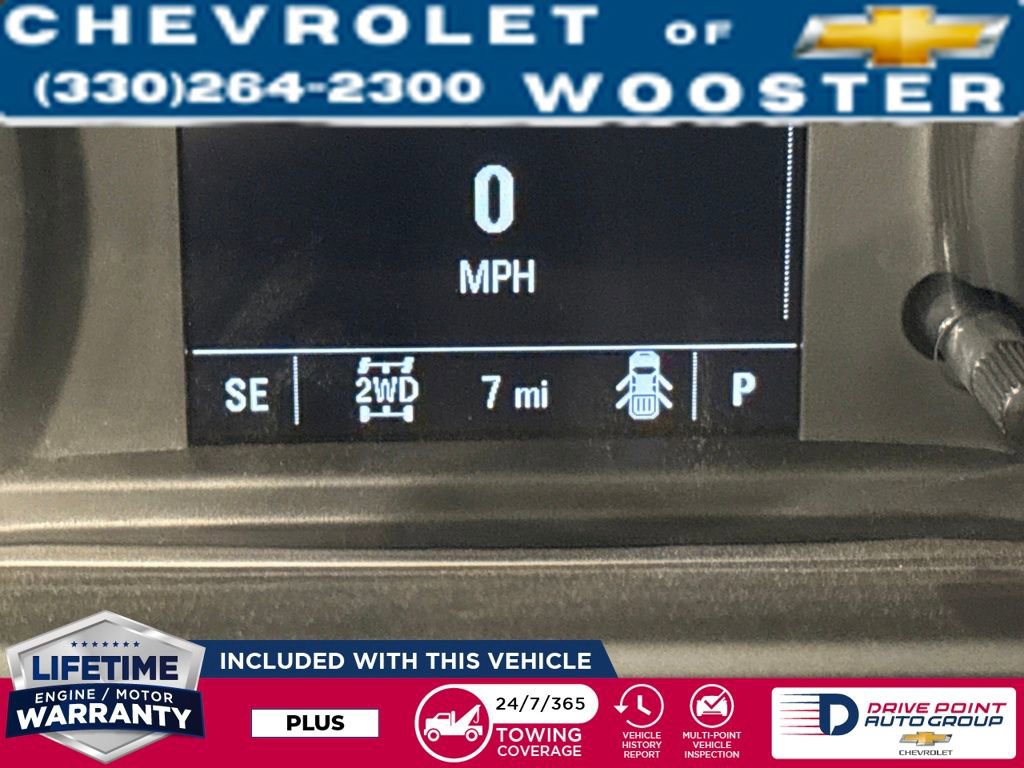 CHEVROLET OF
(330)264-2300 WOOSTER
0
MPH
SE 2WD 7 mi P
LIFETIME
ENGINE / MOTOR
WARRANTY
INCLUDED WITH THIS VEHICLE
PLUS
24/7/365
TOWING
COVERAGE
VEHICLE
HISTORY
REPORT
MULTI-POINT
VEHICLE
INSPECTION
DRIVE POINT
AUTO GROUP
CHEVROLET